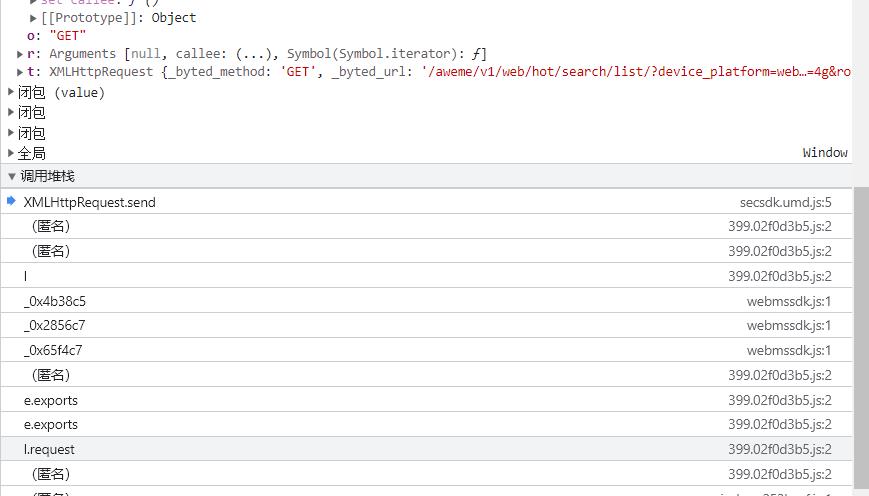 set callee: ƒ ()
[[Prototype]]: Object
o: "GET"
r: Arguments [null, callee: (...), Symbol(Symbol.iterator): ƒ]
t: XMLHttpRequest {_byted_method: 'GET', _byted_url: '/aweme/v1/web/hot/search/list/?device_platform=web…=4g&ro
闭包 (value)
闭包
闭包
全局 Window
调用堆栈
XMLHttpRequest.send secsdk.umd.js:5
（匿名） 399.02f0d3b5.js:2
（匿名） 399.02f0d3b5.js:2
l 399.02f0d3b5.js:2
_0x4b38c5 webmssdk.js:1
_0x2856c7 webmssdk.js:1
_0x65f4c7 webmssdk.js:1
（匿名） 399.02f0d3b5.js:2
e.exports 399.02f0d3b5.js:2
e.exports 399.02f0d3b5.js:2
l.request 399.02f0d3b5.js:2
（匿名） 399.02f0d3b5.js:2
（匿名）